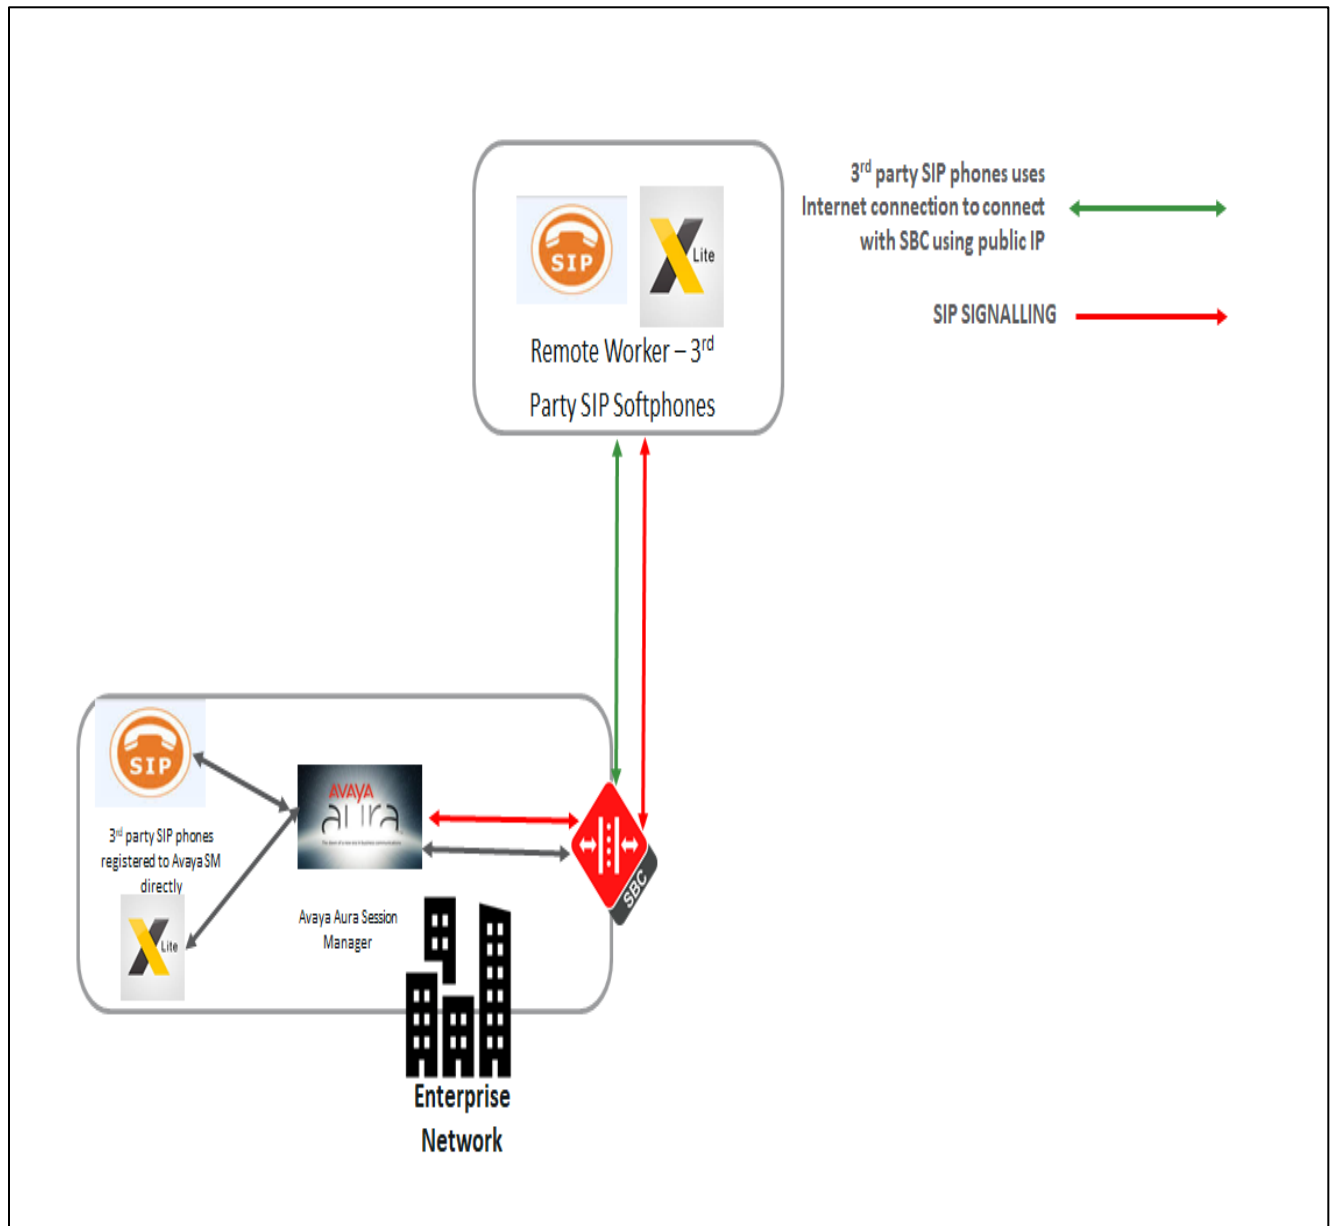 3rd party SIP phones uses
Internet connection to connect
with SBC using public IP
SIP SIGNALLING
SIP
X Lite
Remote Worker – 3rd
Party SIP Softphones
SIP
3rd party SIP phones
registered to Avaya SM
directly
X Lite
AVAYA
aura
Avaya Aura Session
Manager
SBC
Enterprise
Network